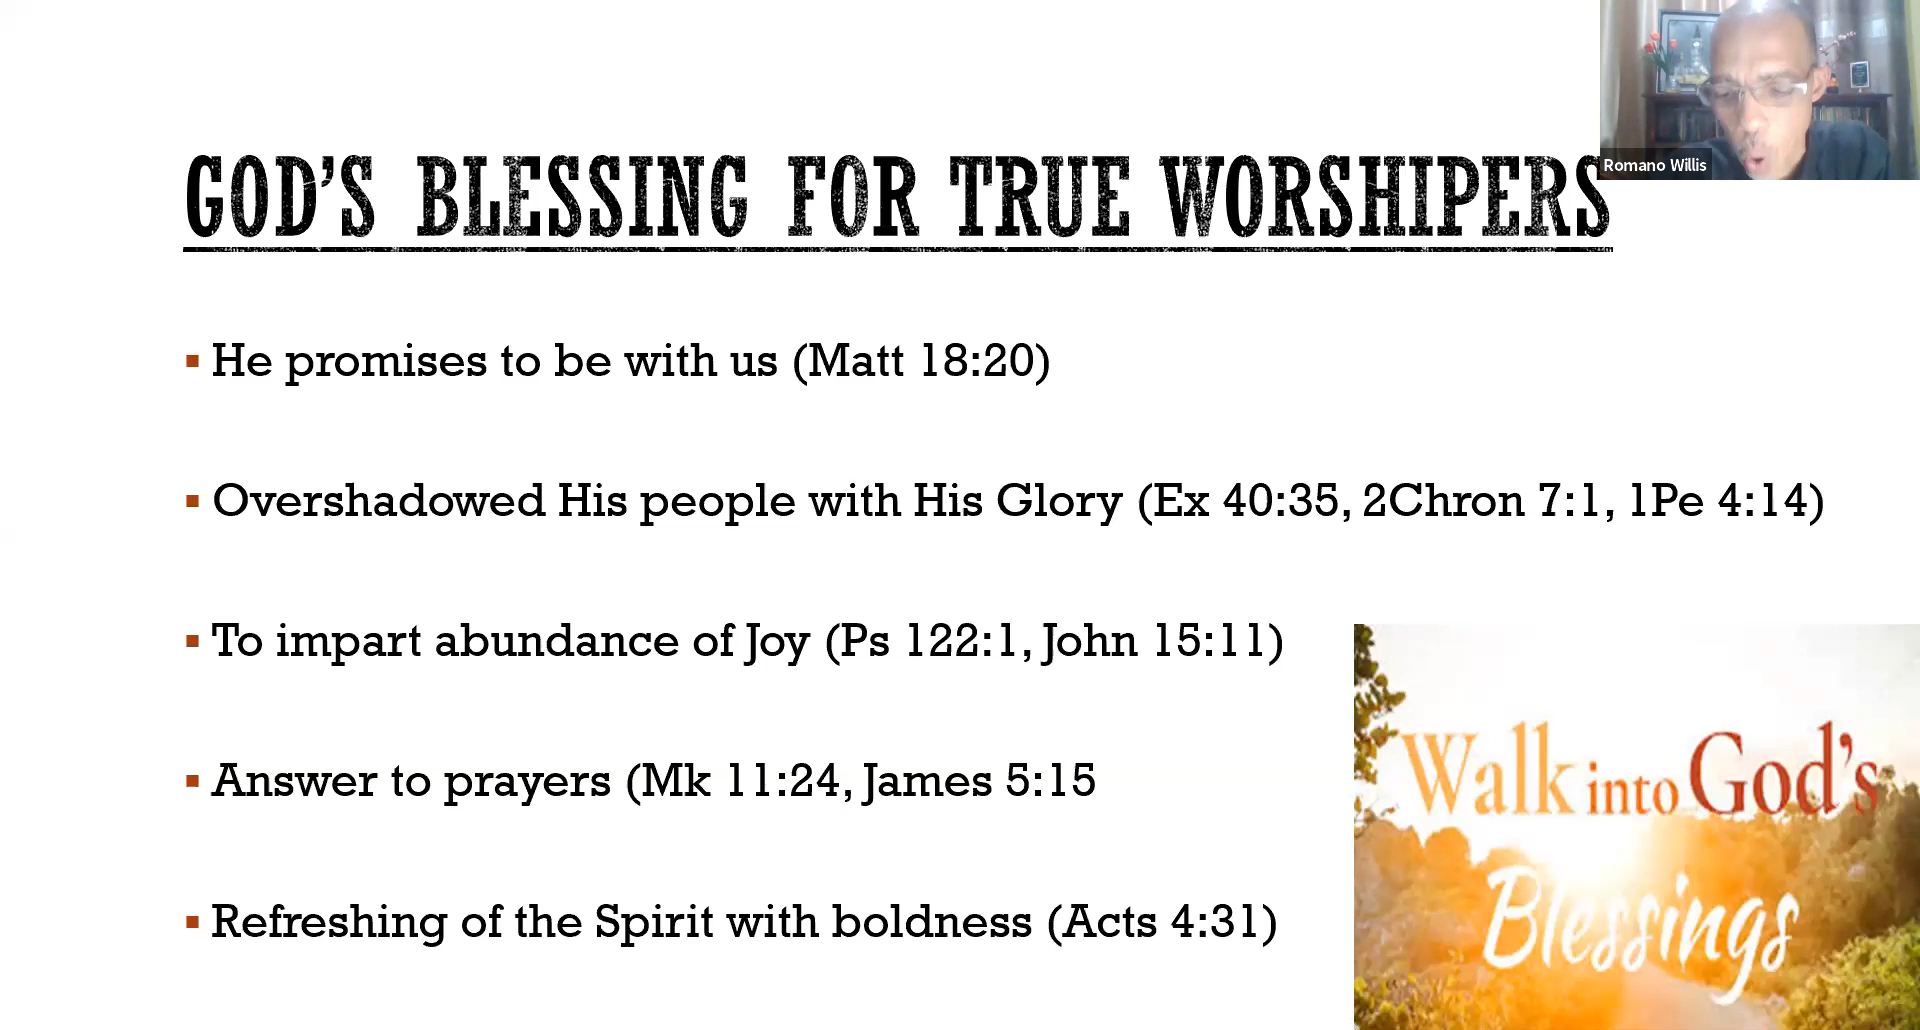 GOD'S BLESSING FOR TRUE WORSHIPERS
Romano Willis
He promises to be with us (Matt 18:20)
Overshadowed His people with His Glory (Ex 40:35, 2Chron 7:1, 1Pe 4:14)
To impart abundance of Joy (Ps 122:1, John 15:11)
Answer to prayers (Mk 11:24, James 5:15
Refreshing of the Spirit with boldness (Acts 4:31)
Walk into God's
Blessings